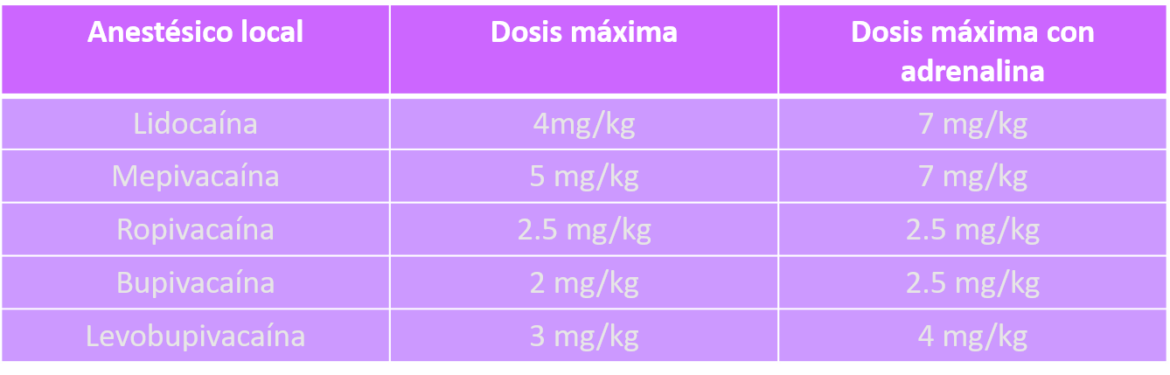 Anestésico local Dosis máxima Dosis máxima con
adrenalina
Lidocaína 4mg/kg 7 mg/kg
Mepivacaína 5 mg/kg 7 mg/kg
Ropivacaína 2.5 mg/kg 2.5 mg/kg
Bupivacaína 2 mg/kg 2.5 mg/kg
Levobupivacaína 3 mg/kg 4 mg/kg